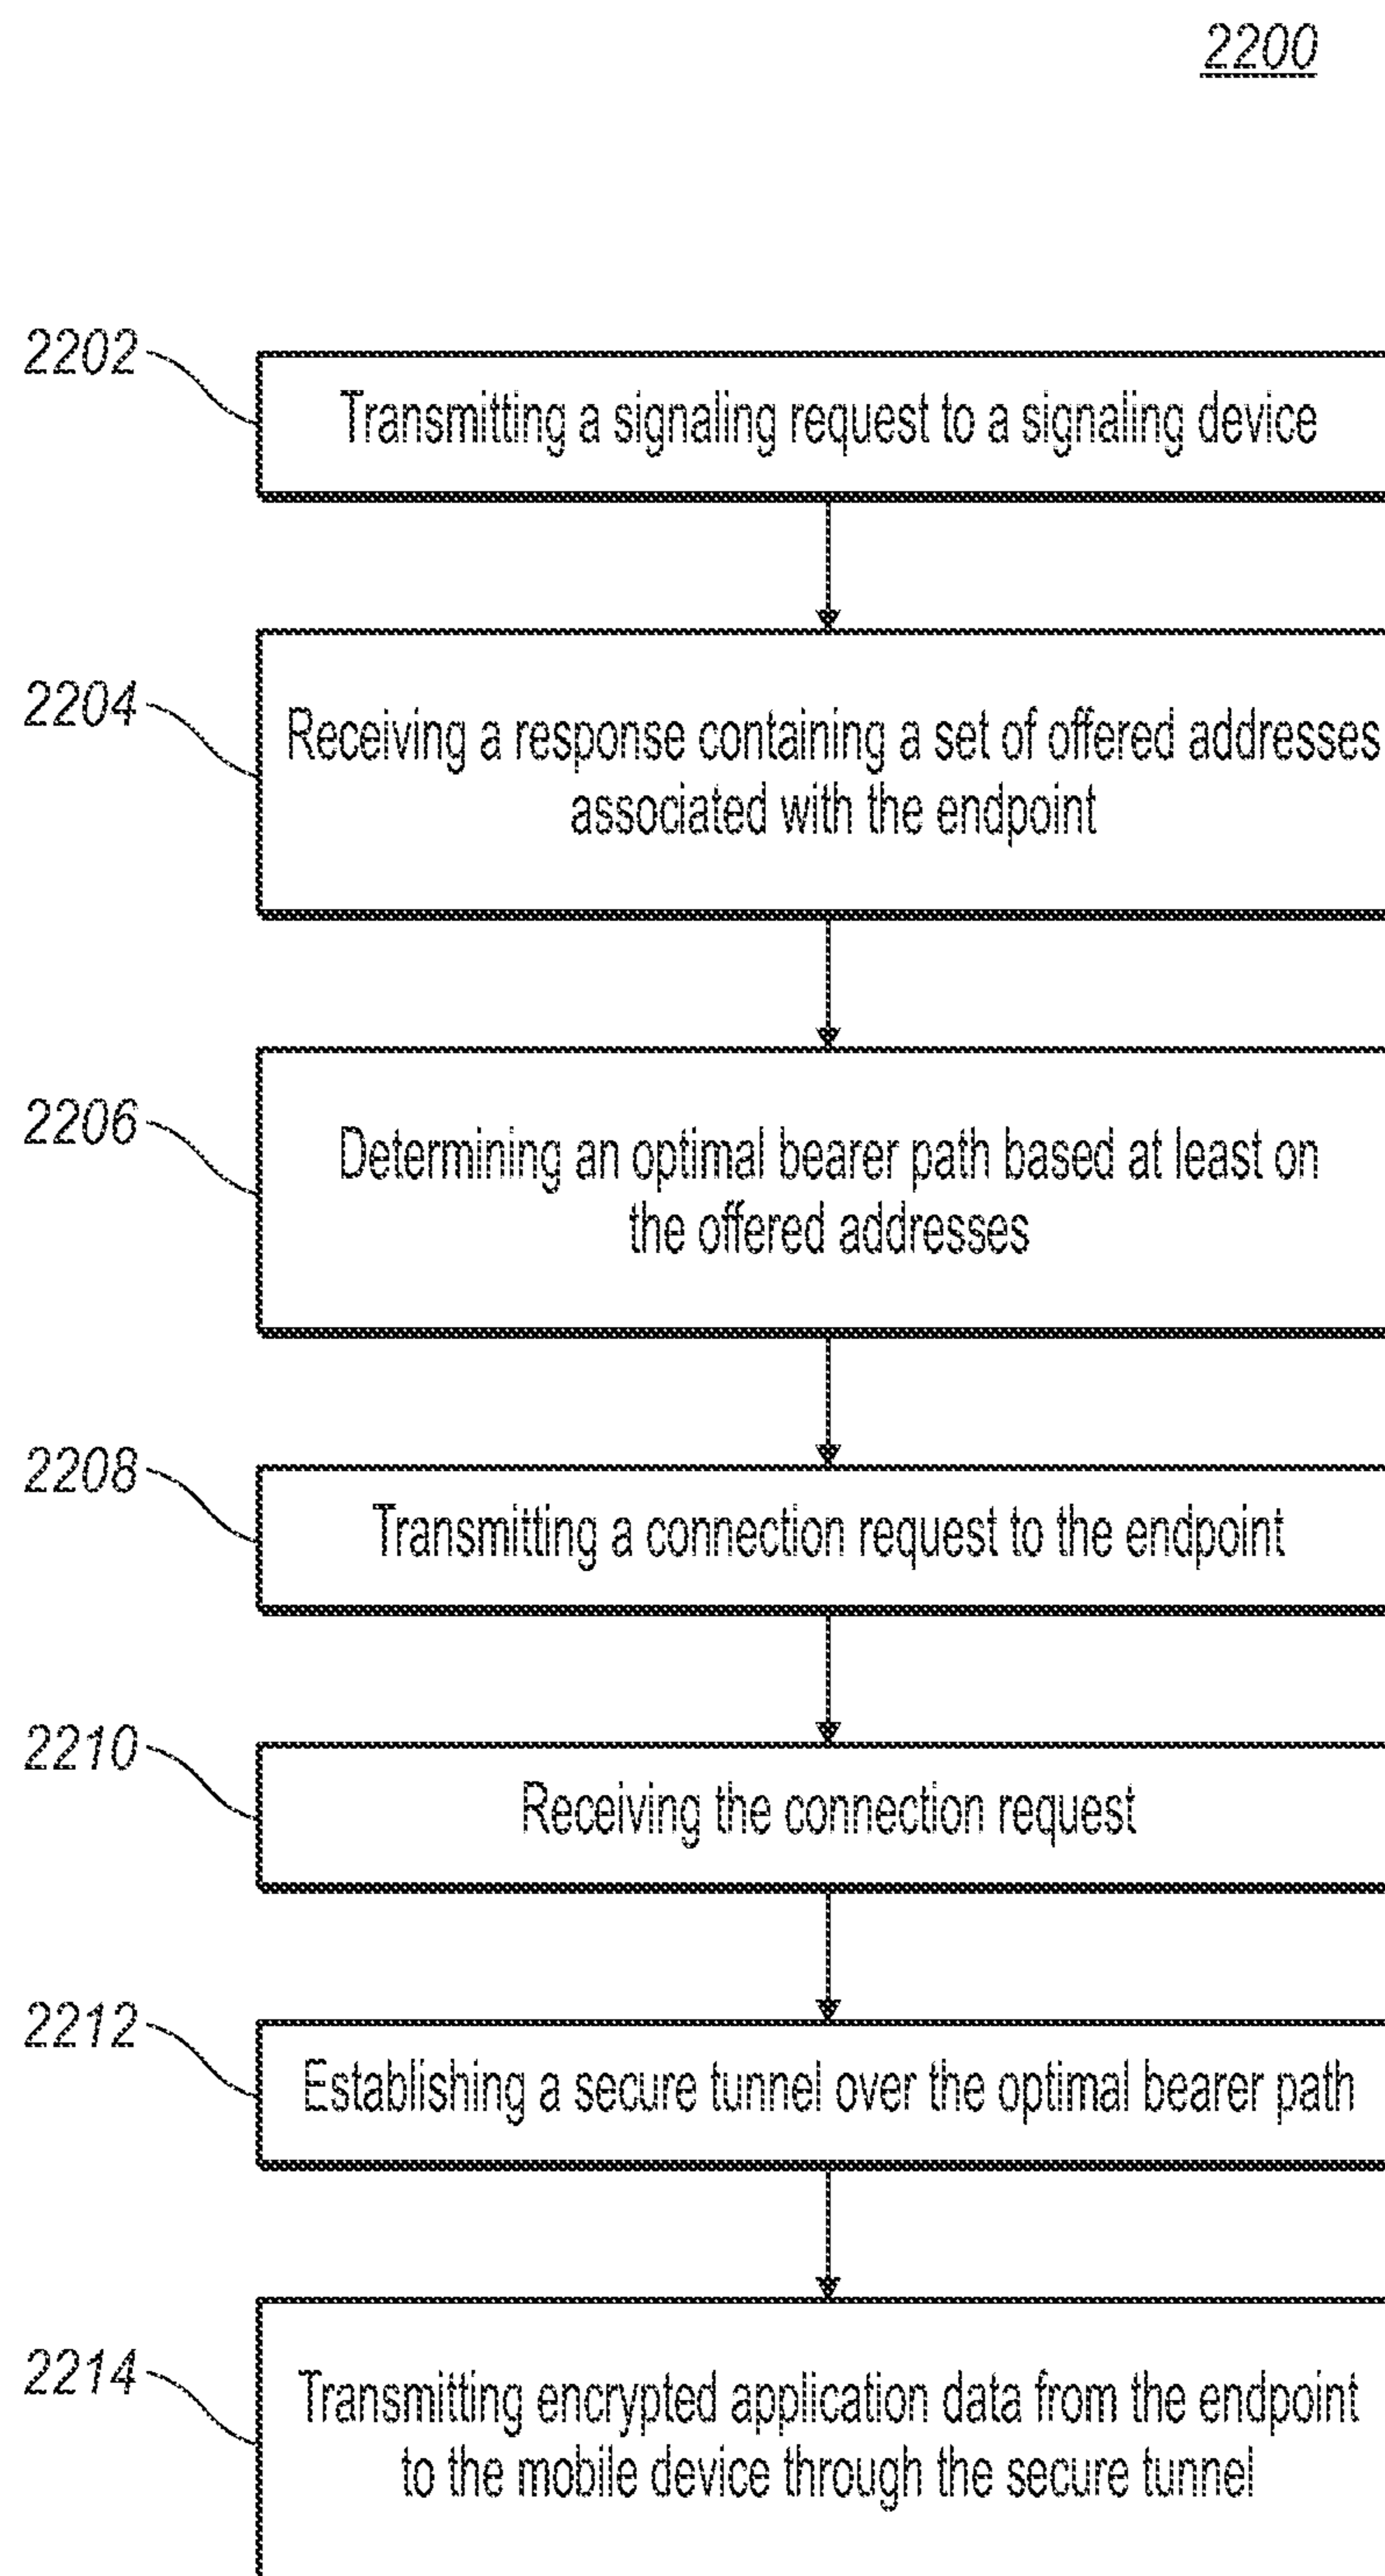 2200
2202
Transmitting a signaling request to a signaling device
2204
Receiving a response containing a set of offered addresses
associated with the endpoint
2206
Determining an optimal bearer path based at least on
the offered addresses
2208
Transmitting a connection request to the endpoint
2210
Receiving the connection request
2212
Establishing a secure tunnel over the optimal bearer path
2214
Transmitting encrypted application data from the endpoint
to the mobile device through the secure tunnel